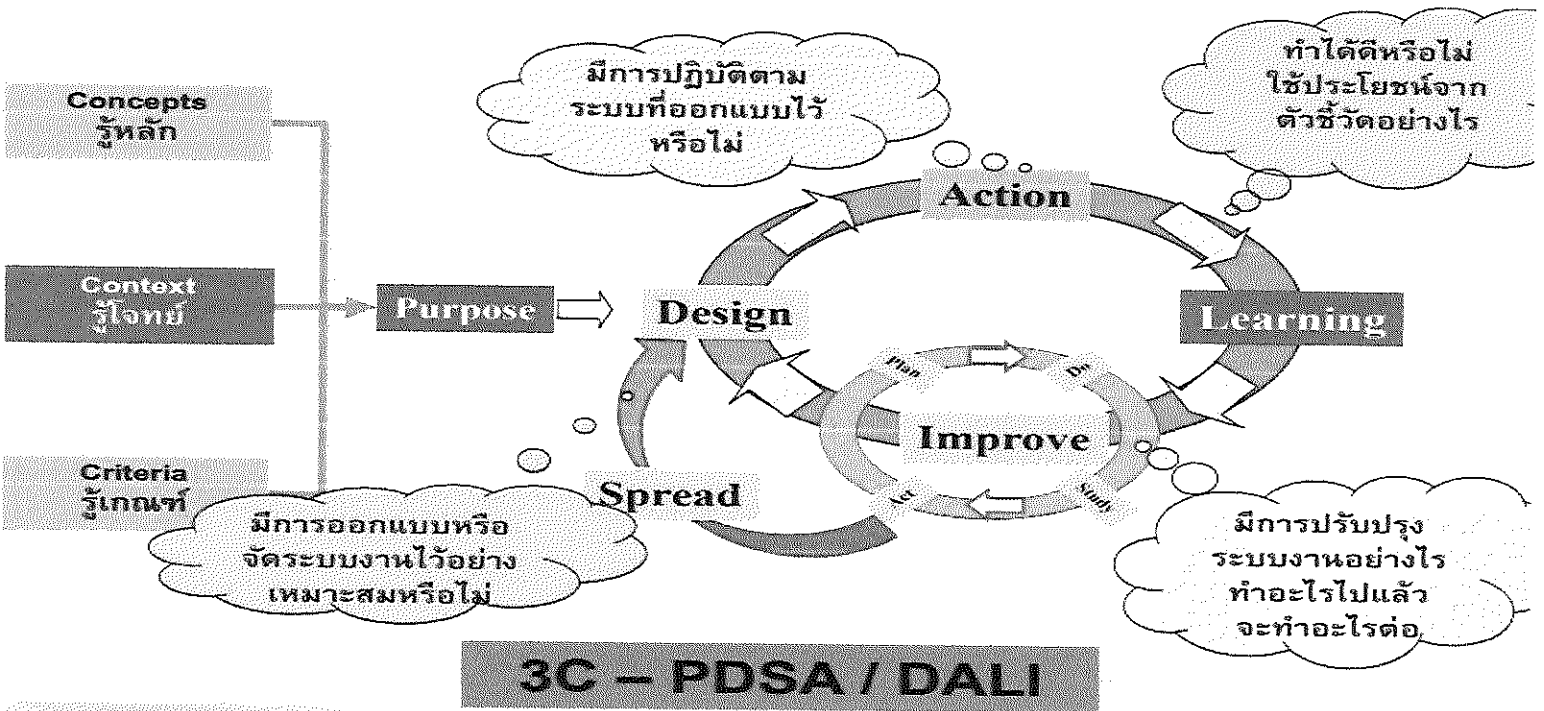 Concepts
รู้หลัก
Context
รู้โจทย์
Criteria
รู้เกณฑ์
Purpose
Design
Action
Learning
Improve
Spread
Plan
Do
Study
Act
มีการปฏิบัติตาม
ระบบที่ออกแบบไว้
หรือไม่
ทำได้ดีหรือไม่
ใช้ประโยชน์จาก
ตัวชี้วัดอย่างไร
มีการออกแบบหรือ
จัดระบบงานไว้อย่าง
เหมาะสมหรือไม่
มีการปรับปรุง
ระบบงานอย่างไร
ทำอะไรไปแล้ว
จะทำอะไรต่อ
3C – PDSA / DALI